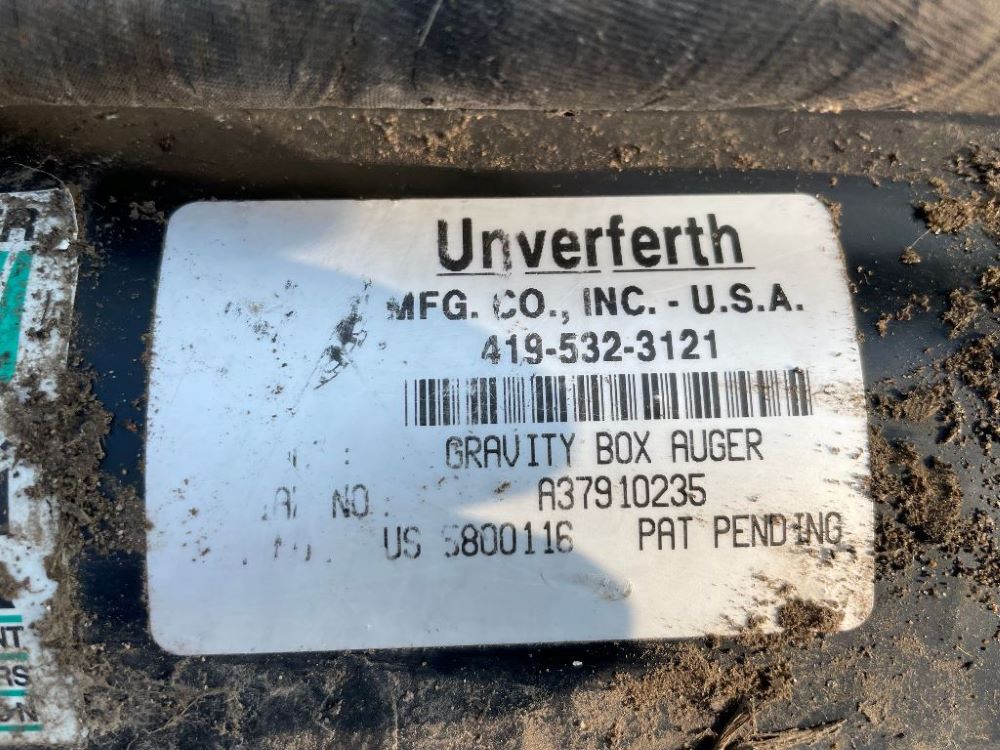 Unverferth
MFG. CO., INC. - U.S.A.
419-532-3121
GRAVITY BOX AUGER
NO. A37910235
US 5800116 PAT PENDING